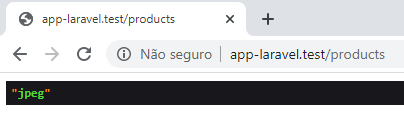 app-laravel.test/products
Não seguro | app-laravel.test/products
"jpeg"